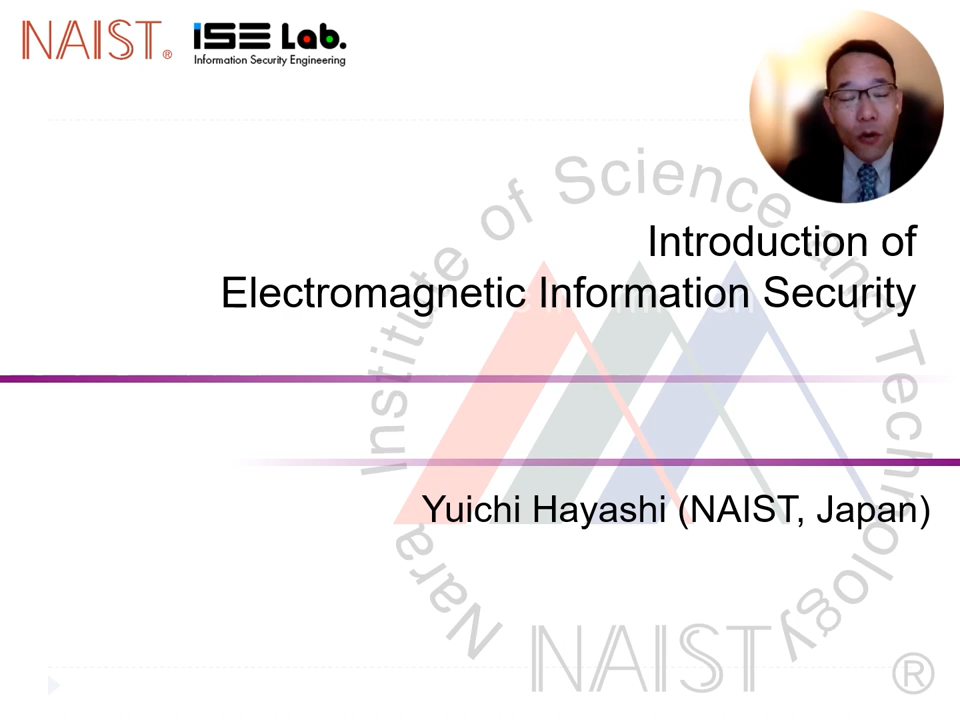 NAIST®
ISE Lab.
Information Security Engineering
Introduction of
Electromagnetic Information Security
Yuichi Hayashi (NAIST, Japan)
Nara Institute of Science and Technology
NAIST®